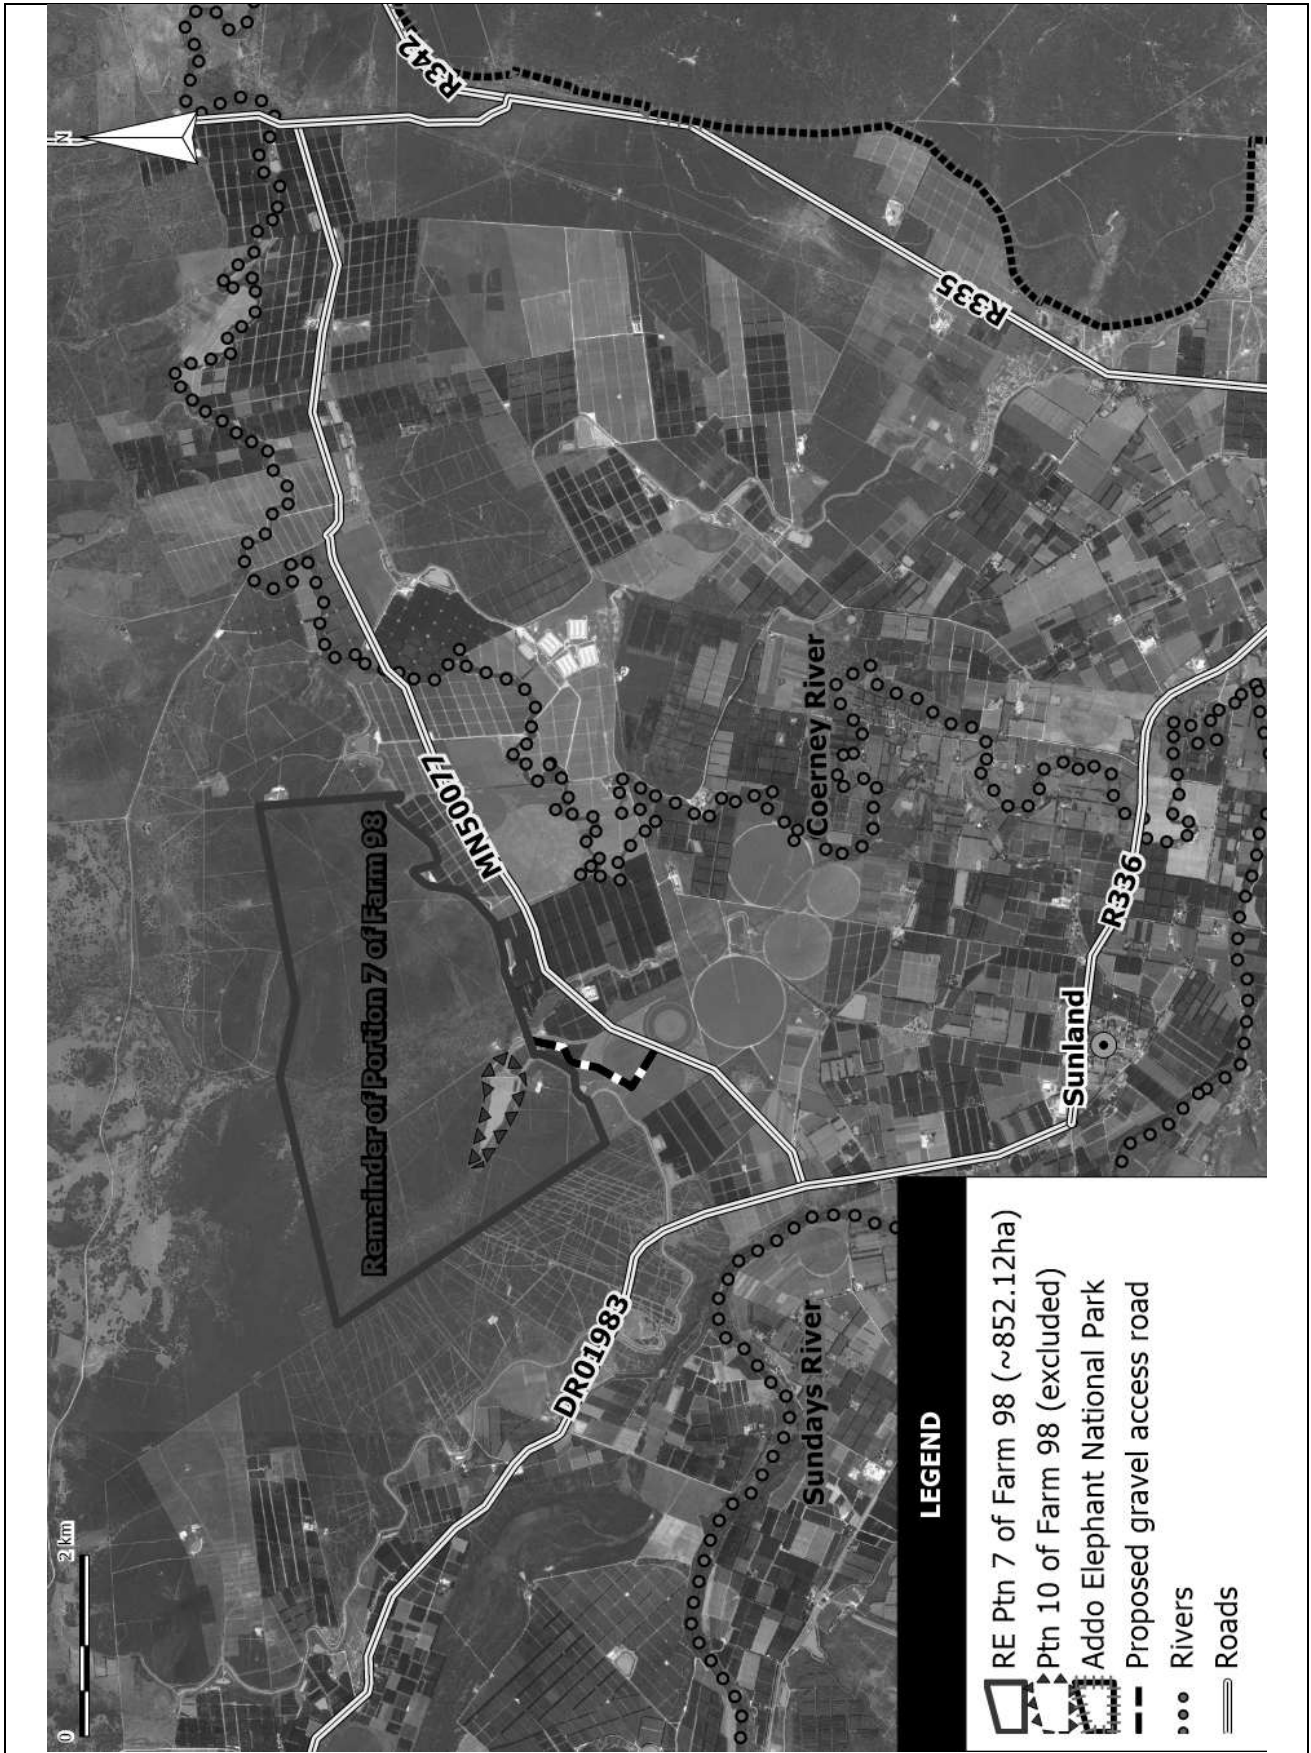 0 2 km
N
R342
MN50077
R335
Remainder of Portion 7 of Farm 98
Coerney River
R336
Sunland
DR01983
Sundays River
LEGEND
RE Ptn 7 of Farm 98 (~852.12ha)
Ptn 10 of Farm 98 (excluded)
Addo Elephant National Park
Proposed gravel access road
Rivers
Roads